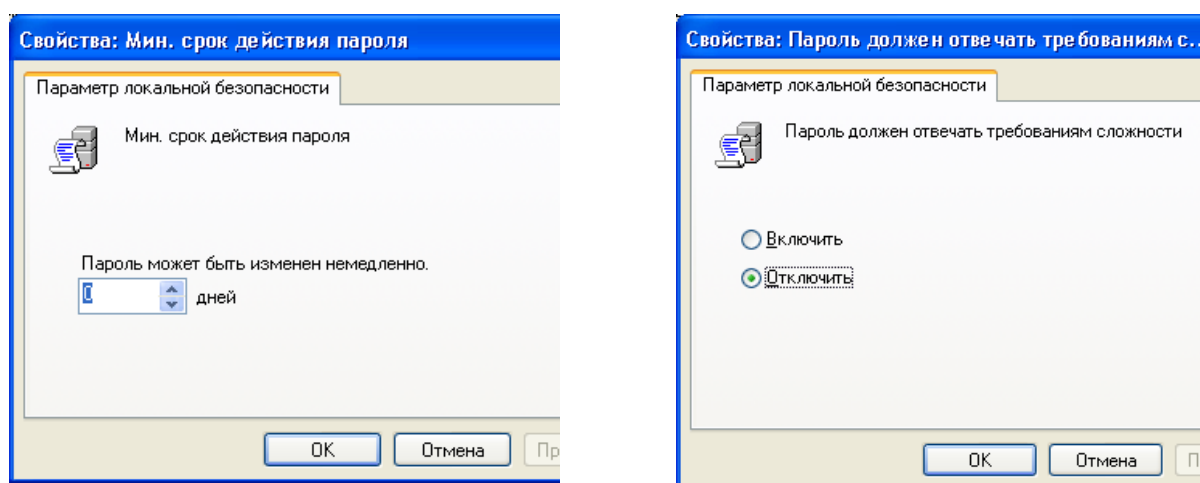 Свойства: Мин. срок действия пароля
Параметр локальной безопасности
Мин. срок действия пароля
Пароль может быть изменен немедленно.
0 дней
OK Отмена Пр
Свойства: Пароль должен отвечать требованиям с...
Параметр локальной безопасности
Пароль должен отвечать требованиям сложности
Включить
Отключить
OK Отмена П